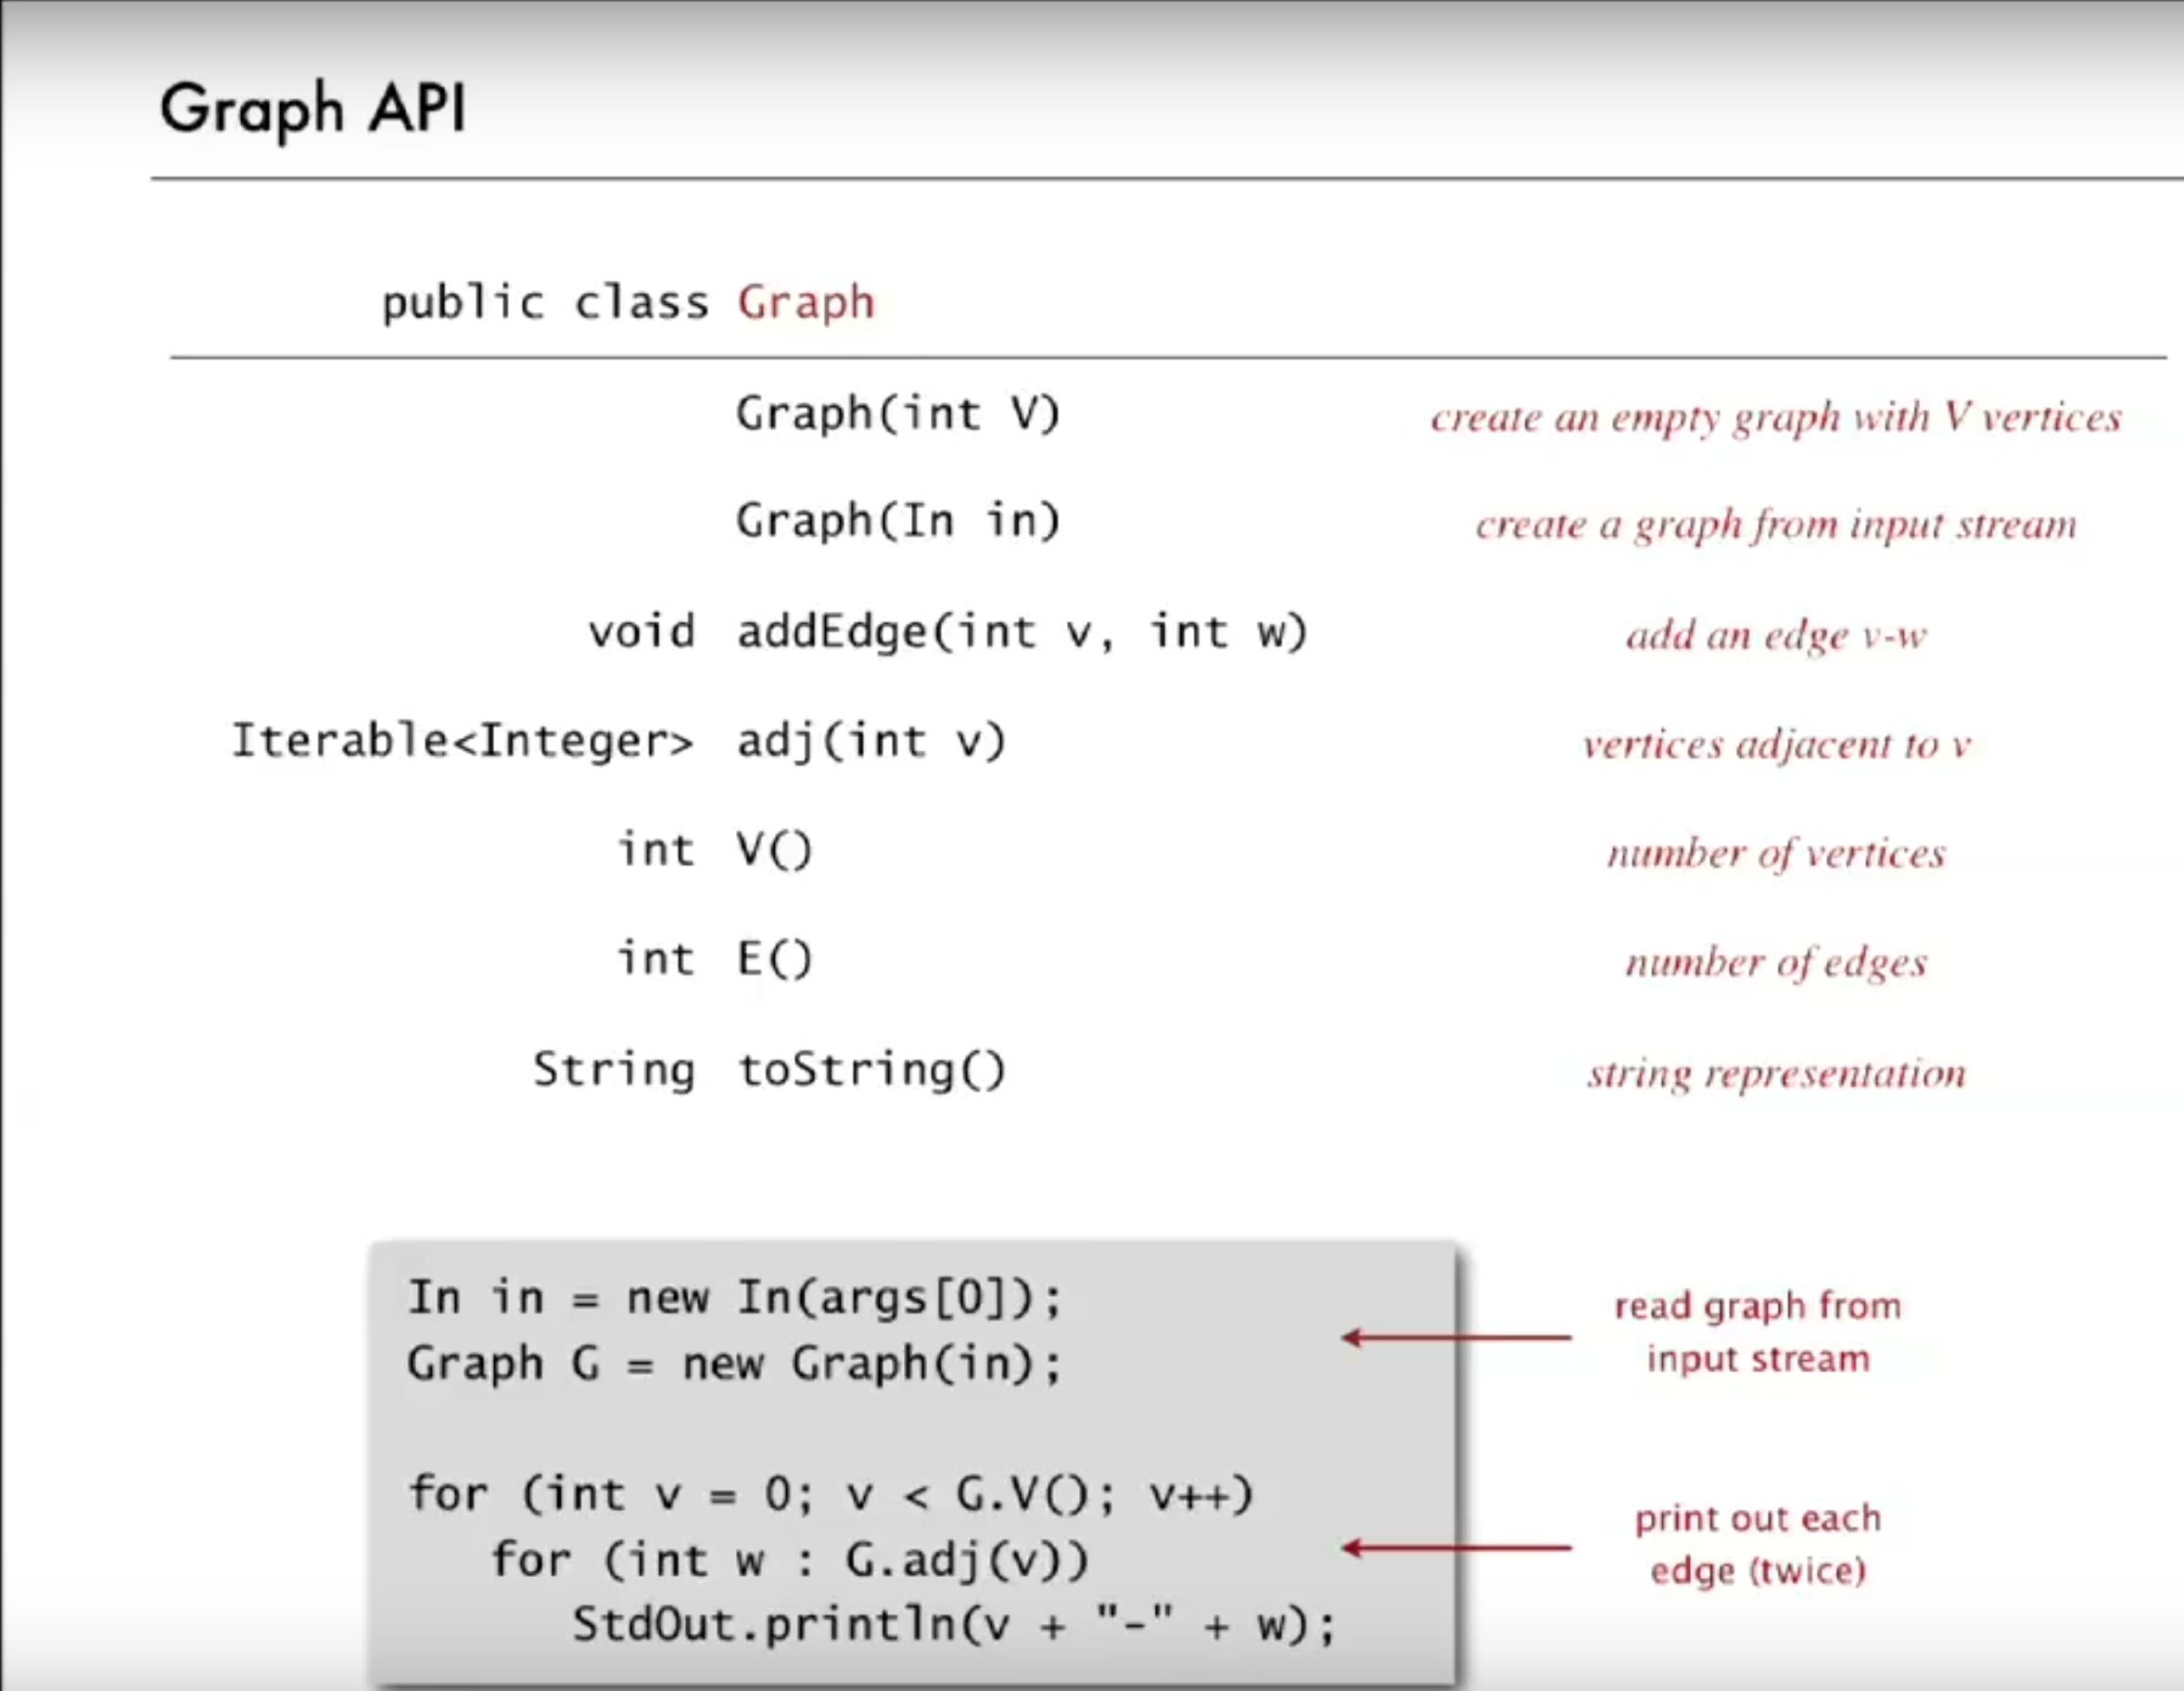 Graph API
public class Graph
Graph(int V) create an empty graph with V vertices
Graph(In in) create a graph from input stream
void addEdge(int v, int w) add an edge v-w
Iterable<Integer> adj(int v) vertices adjacent to v
int V() number of vertices
int E() number of edges
String toString() string representation
In in = new In(args[0]);
Graph G = new Graph(in);
read graph from
input stream
for (int v = 0; v < G.V(); v++)
for (int w : G.adj(v))
StdOut.println(v + "-" + w);
print out each
edge (twice)